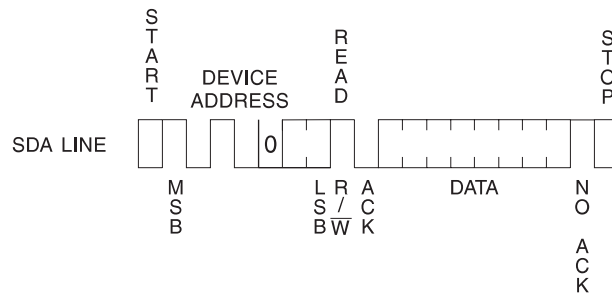 START
DEVICE
ADDRESS
READ
STOP
SDA LINE
0
MSB
LSB
R/W
ACK
DATA
NO ACK